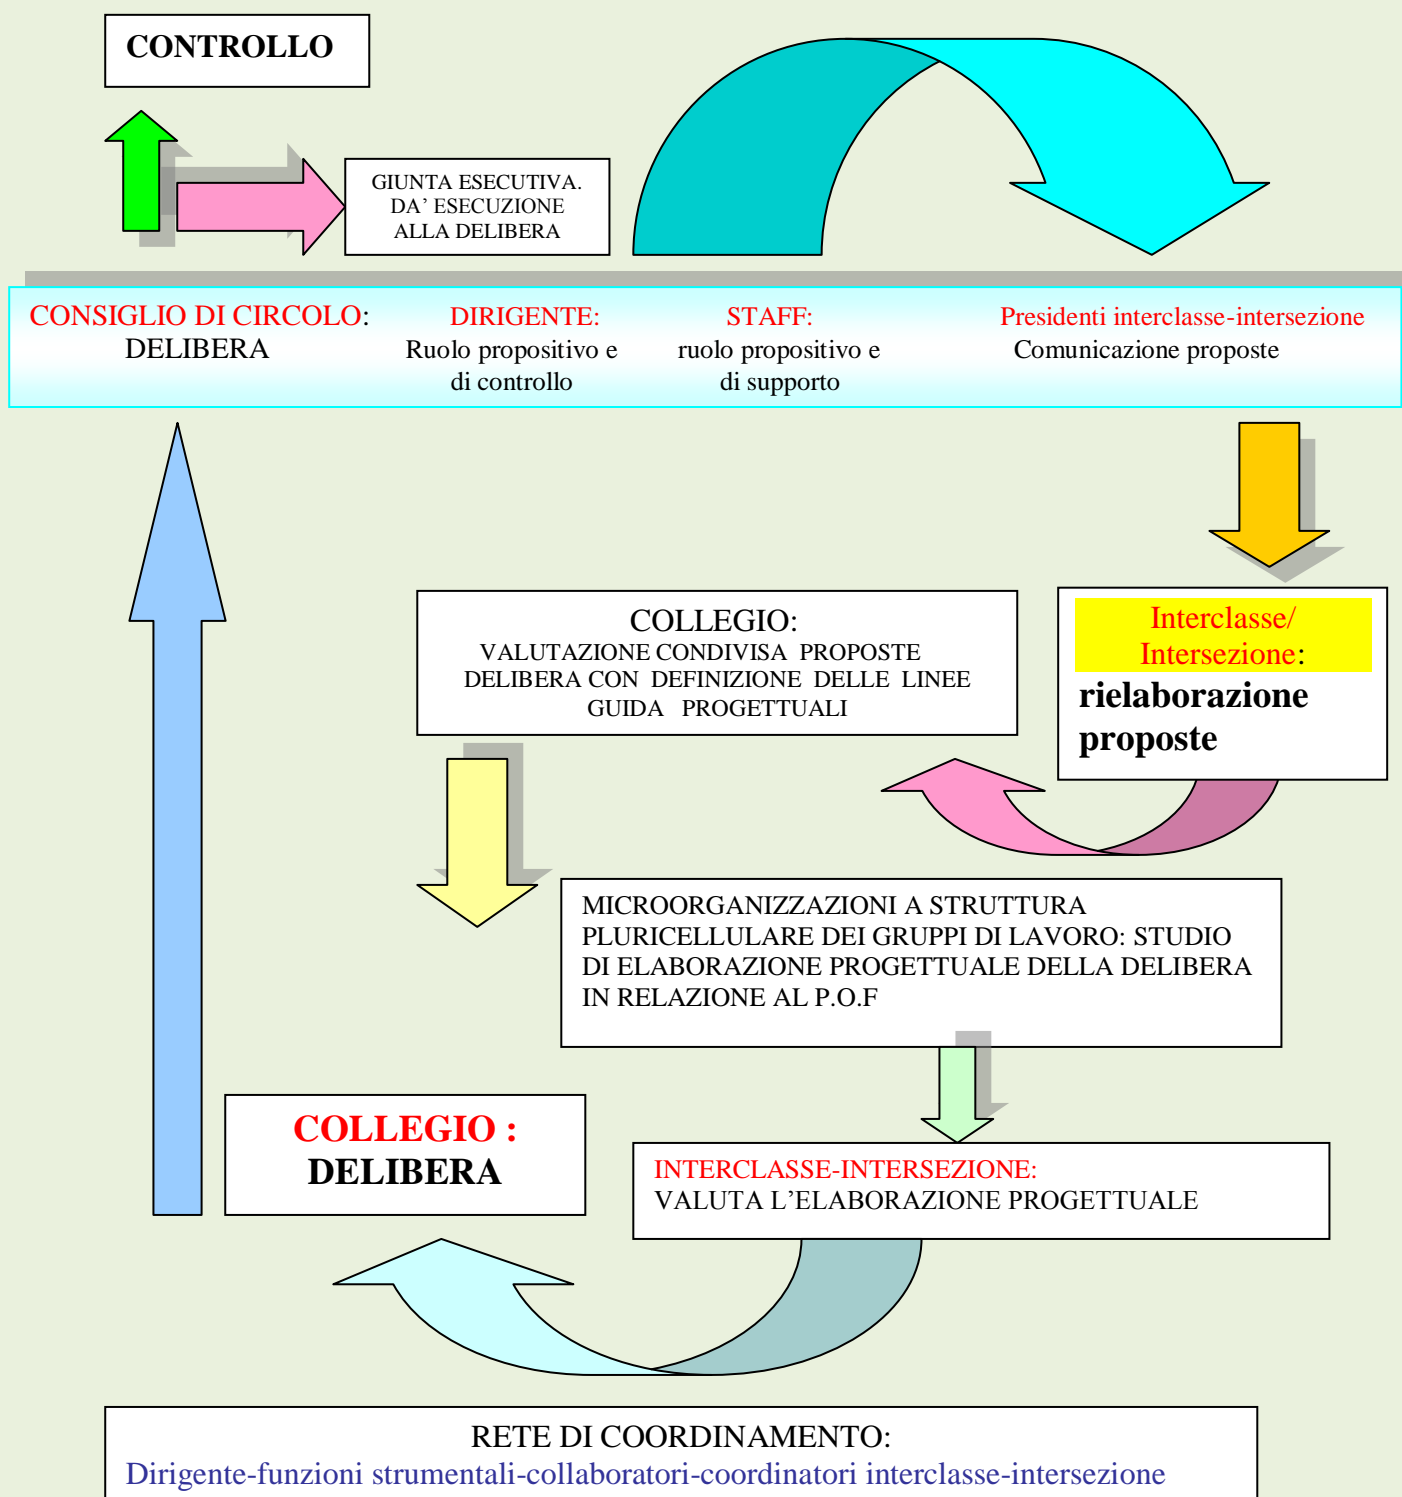 CONTROLLO
GIUNTA ESECUTIVA.
DA' ESECUZIONE
ALLA DELIBERA
CONSIGLIO DI CIRCOLO:
DELIBERA
DIRIGENTE:
Ruolo propositivo e
di controllo
STAFF:
ruolo propositivo e
di supporto
Presidenti interclasse-intersezione
Comunicazione proposte
COLLEGIO:
VALUTAZIONE CONDIVISA PROPOSTE
DELIBERA CON DEFINIZIONE DELLE LINEE
GUIDA PROGETTUALI
Interclasse/
Intersezione:
rielaborazione
proposte
MICROORGANIZZAZIONI A STRUTTURA
PLURICELLULARE DEI GRUPPI DI LAVORO: STUDIO
DI ELABORAZIONE PROGETTUALE DELLA DELIBERA
IN RELAZIONE AL P.O.F
COLLEGIO :
DELIBERA
INTERCLASSE-INTERSEZIONE:
VALUTA L'ELABORAZIONE PROGETTUALE
RETE DI COORDINAMENTO:
Dirigente-funzioni strumentali-collaboratori-coordinatori interclasse-intersezione